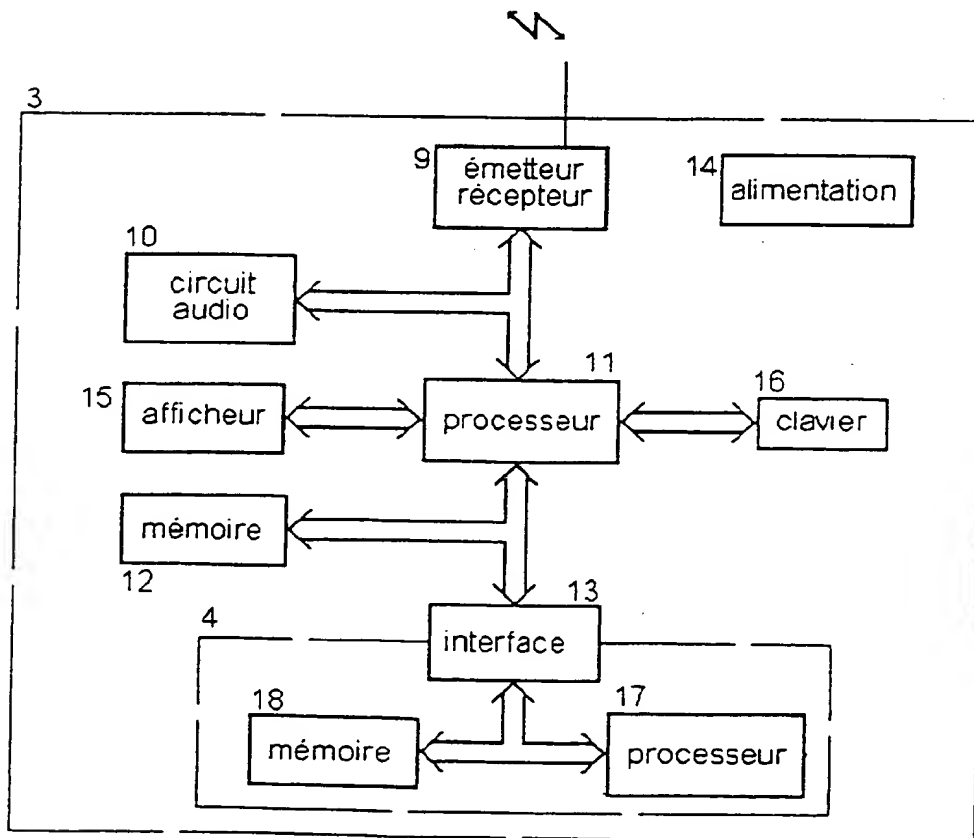 3
9
émetteur
récepteur
14
alimentation
10
circuit
audio
11
processeur
15
afficheur
16
clavier
mémoire
12
13
interface
4
18
mémoire
17
processeur